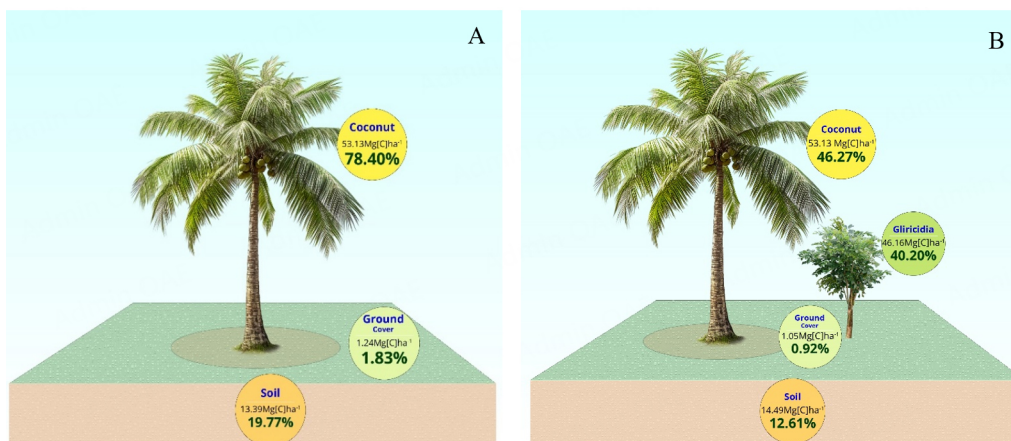 A
Coconut
53.13Mg[C]ha⁻¹
78.40%
Ground
Cover
1.24Mg[C]ha⁻¹
1.83%
Soil
13.39Mg[C]ha⁻¹
19.77%
B
Coconut
53.13 Mg[C]ha⁻¹
46.27%
Gliricidia
46.16Mg[C]ha⁻¹
40.20%
Ground
Cover
1.05Mg[C]ha⁻¹
0.92%
Soil
14.49Mg[C]ha⁻¹
12.61%